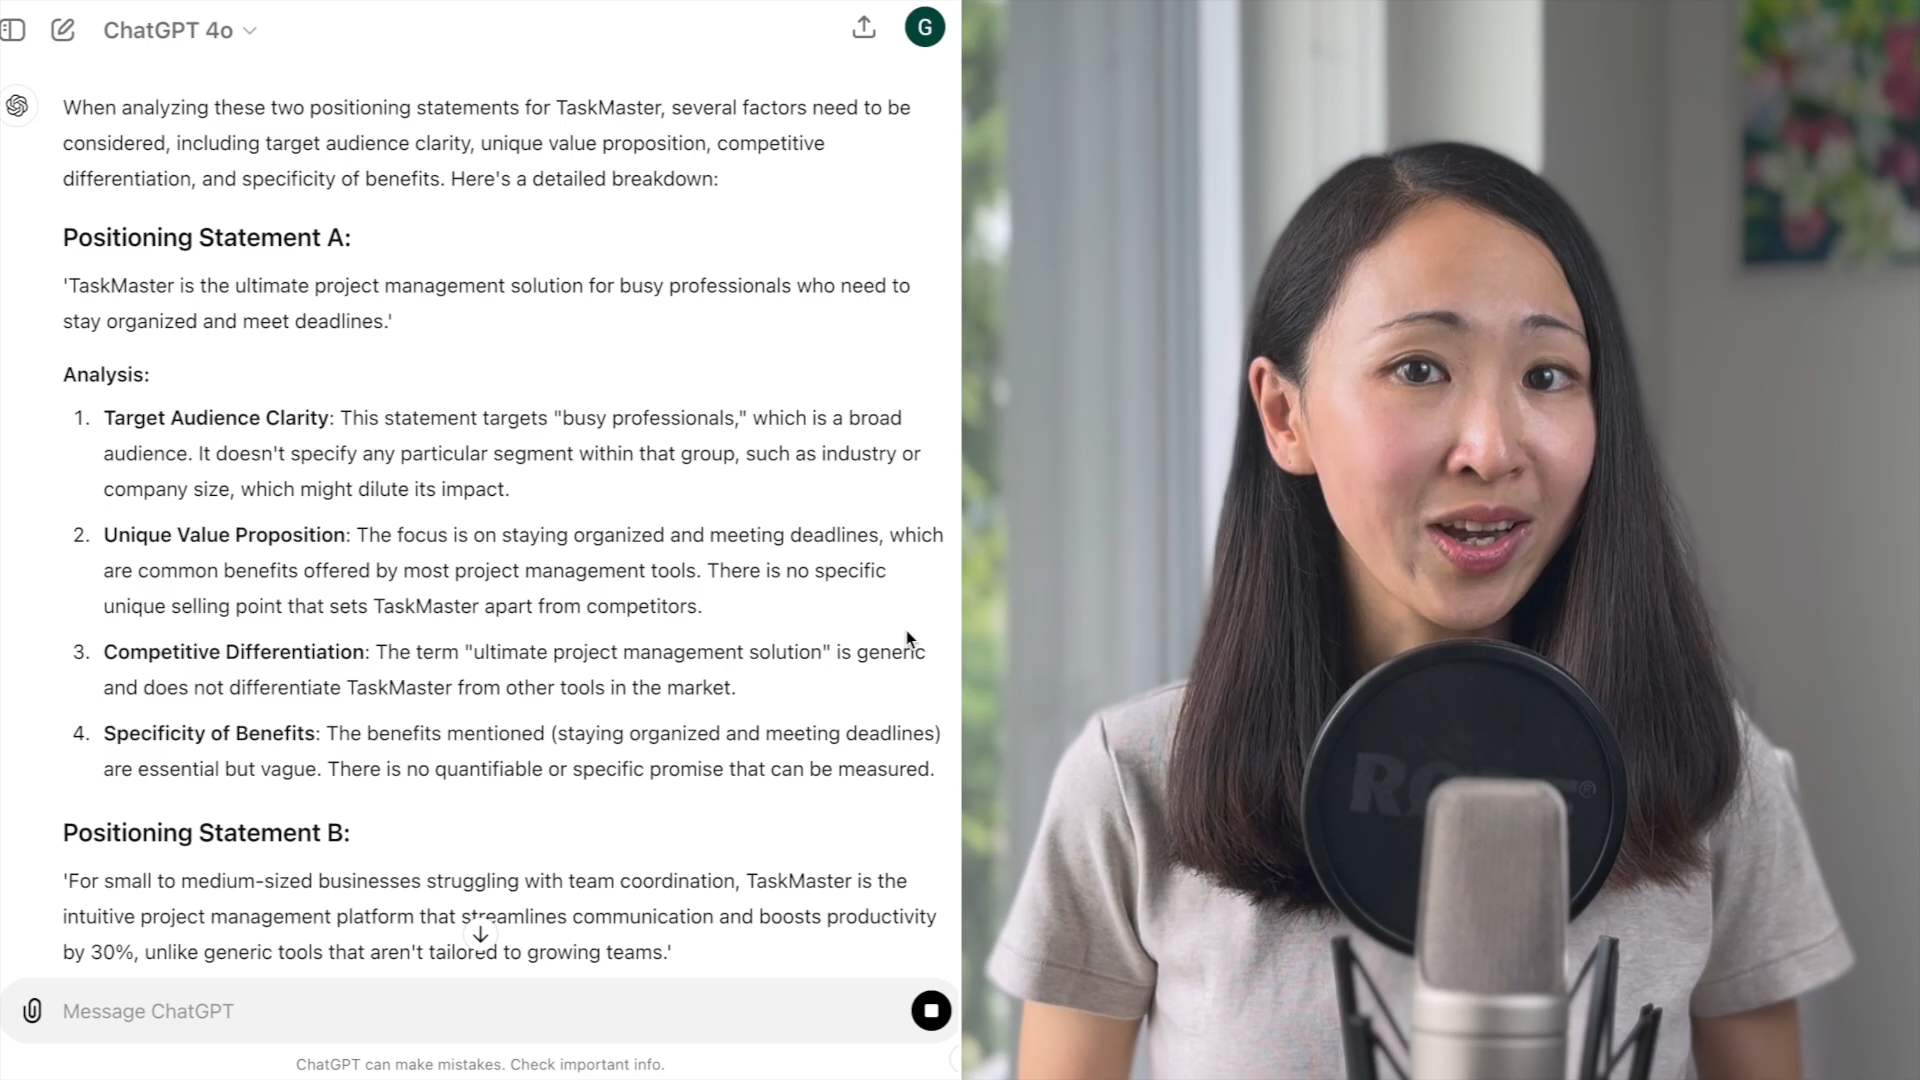 ChatGPT 4o
G
When analyzing these two positioning statements for TaskMaster, several factors need to be
considered, including target audience clarity, unique value proposition, competitive
differentiation, and specificity of benefits. Here's a detailed breakdown:
Positioning Statement A:
'TaskMaster is the ultimate project management solution for busy professionals who need to
stay organized and meet deadlines.'
Analysis:
1. Target Audience Clarity: This statement targets "busy professionals," which is a broad
audience. It doesn't specify any particular segment within that group, such as industry or
company size, which might dilute its impact.
2. Unique Value Proposition: The focus is on staying organized and meeting deadlines, which
are common benefits offered by most project management tools. There is no specific
unique selling point that sets TaskMaster apart from competitors.
3. Competitive Differentiation: The term "ultimate project management solution" is generic
and does not differentiate TaskMaster from other tools in the market.
4. Specificity of Benefits: The benefits mentioned (staying organized and meeting deadlines)
are essential but vague. There is no quantifiable or specific promise that can be measured.
Positioning Statement B:
'For small to medium-sized businesses struggling with team coordination, TaskMaster is the
intuitive project management platform that streamlines communication and boosts productivity
by 30%, unlike generic tools that aren't tailored to growing teams.'
Message ChatGPT
ChatGPT can make mistakes. Check important info.